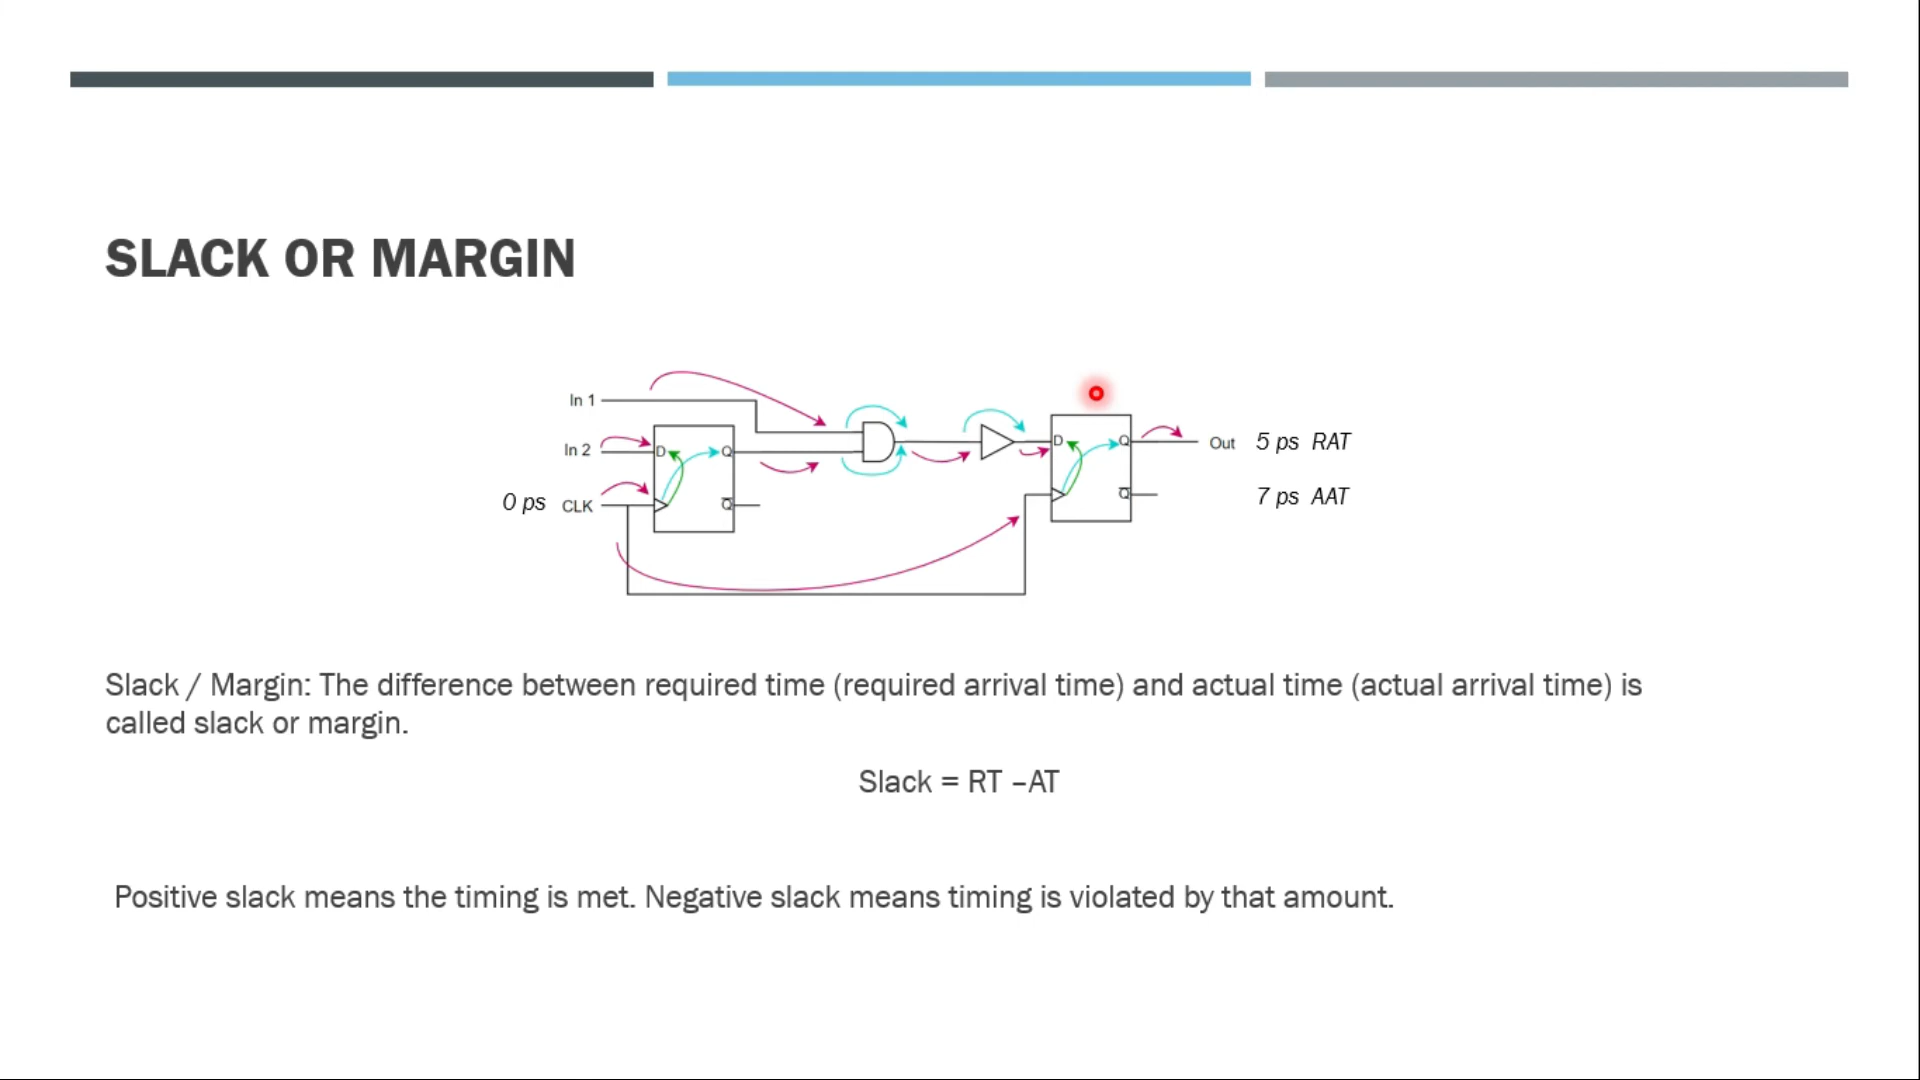 SLACK OR MARGIN
In 1
In 2
0 ps CLK
D Q
Q̅
D Q
Q̅
Out 5 ps RAT
7 ps AAT
Slack / Margin: The difference between required time (required arrival time) and actual time (actual arrival time) is
called slack or margin.
Slack = RT –AT
Positive slack means the timing is met. Negative slack means timing is violated by that amount.